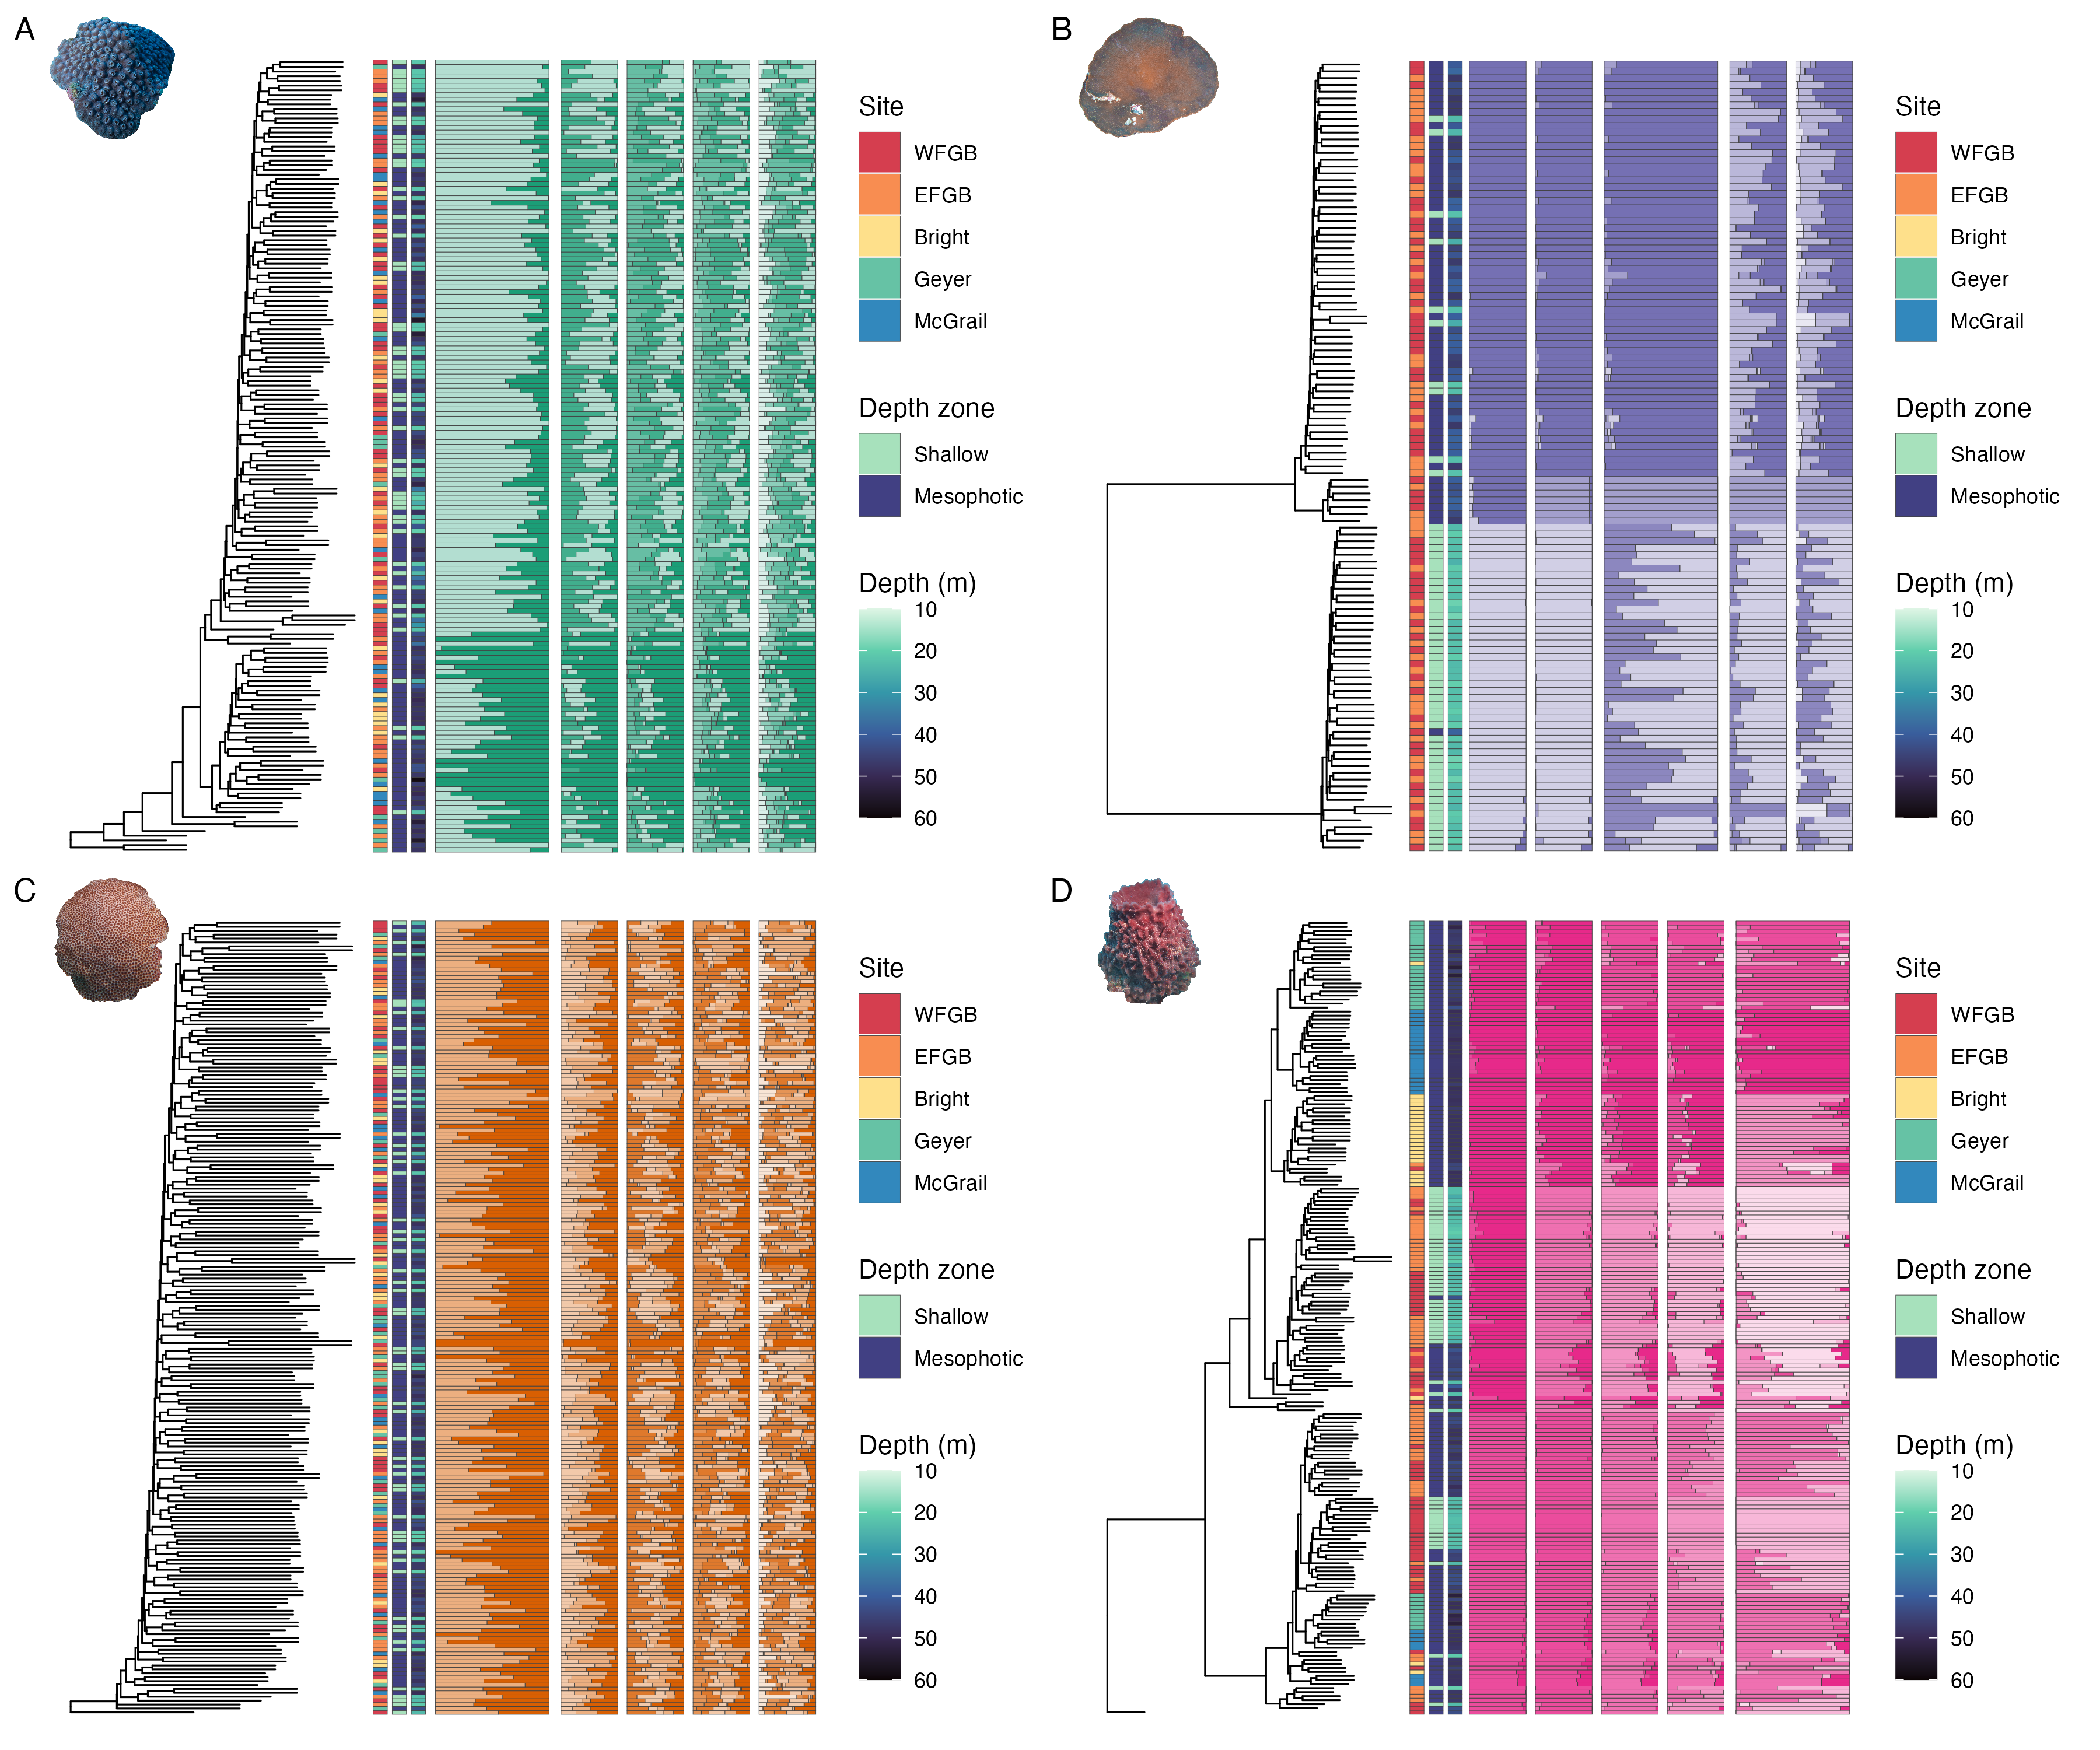 A
Site
WFGB
EFGB
Bright
Geyer
McGrail
Depth zone
Shallow
Mesophotic
Depth (m)
10
20
30
40
50
60
B
Site
WFGB
EFGB
Bright
Geyer
McGrail
Depth zone
Shallow
Mesophotic
Depth (m)
10
20
30
40
50
60
C
Site
WFGB
EFGB
Bright
Geyer
McGrail
Depth zone
Shallow
Mesophotic
Depth (m)
10
20
30
40
50
60
D
Site
WFGB
EFGB
Bright
Geyer
McGrail
Depth zone
Shallow
Mesophotic
Depth (m)
10
20
30
40
50
60